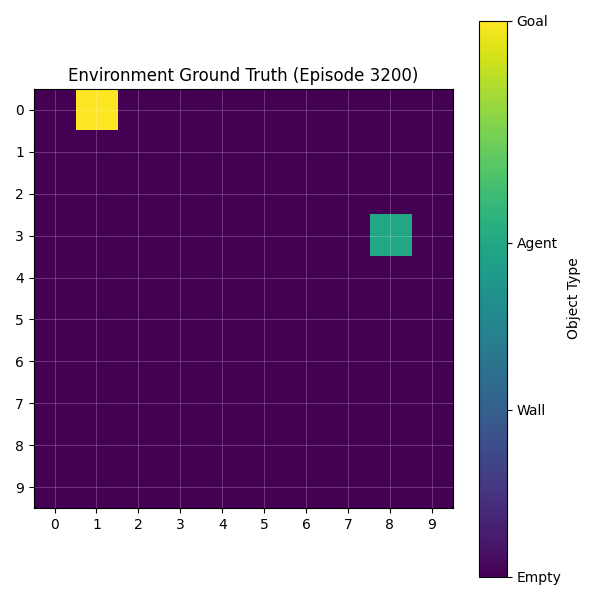 Environment Ground Truth (Episode 3200)
0
1
2
3
4
5
6
7
8
9
0 1 2 3 4 5 6 7 8 9
Goal
Agent
Wall
Empty
Object Type